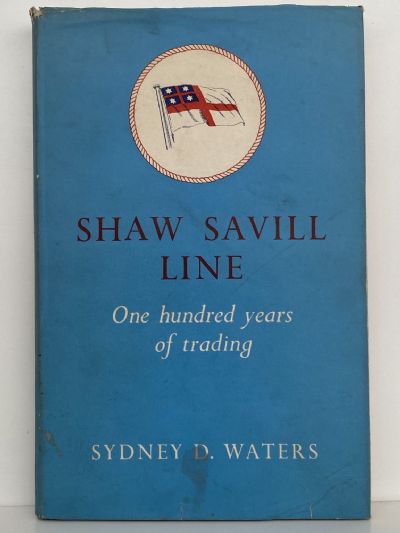 SHAW SAVILL
LINE
One hundred years
of trading
SYDNEY D. WATERS